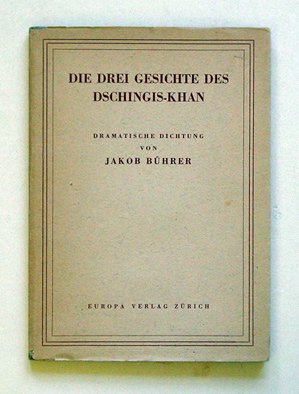 DIE DREI GESICHTE DES
DSCHINGIS-KHAN
DRAMATISCHE DICHTUNG
VON
JAKOB BÜHRER
EUROPA VERLAG ZÜRICH